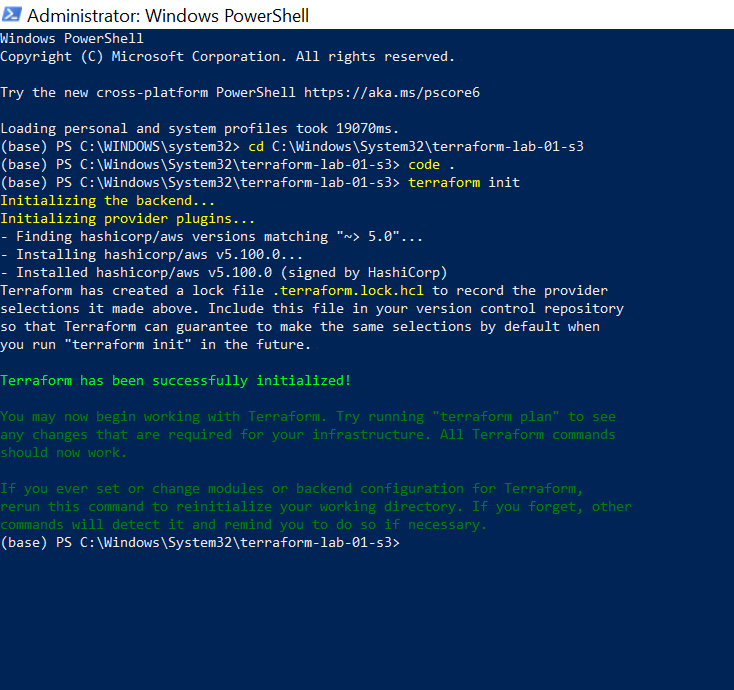 Administrator: Windows PowerShell
Windows PowerShell
Copyright (C) Microsoft Corporation. All rights reserved.
Try the new cross-platform PowerShell https://aka.ms/pscore6
Loading personal and system profiles took 19070ms.
(base) PS C:\WINDOWS\system32> cd C:\Windows\System32\terraform-lab-01-s3
(base) PS C:\Windows\System32\terraform-lab-01-s3> code .
(base) PS C:\Windows\System32\terraform-lab-01-s3> terraform init
Initializing the backend...
Initializing provider plugins...
- Finding hashicorp/aws versions matching "~> 5.0"...
- Installing hashicorp/aws v5.100.0...
- Installed hashicorp/aws v5.100.0 (signed by HashiCorp)
Terraform has created a lock file .terraform.lock.hcl to record the provider
selections it made above. Include this file in your version control repository
so that Terraform can guarantee to make the same selections by default when
you run "terraform init" in the future.
Terraform has been successfully initialized!
You may now begin working with Terraform. Try running "terraform plan" to see
any changes that are required for your infrastructure. All Terraform commands
should now work.
If you ever set or change modules or backend configuration for Terraform,
rerun this command to reinitialize your working directory. If you forget, other
commands will detect it and remind you to do so if necessary.
(base) PS C:\Windows\System32\terraform-lab-01-s3>